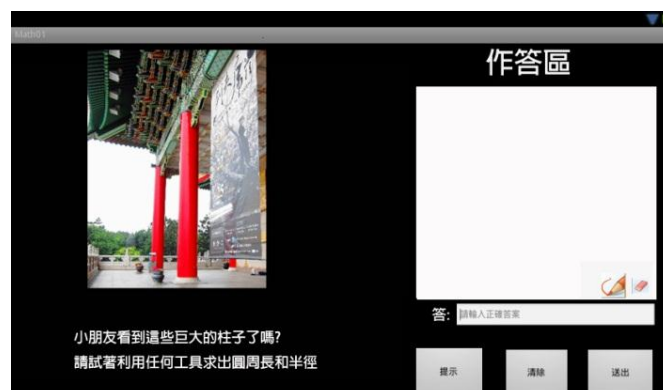 Math01
作答區
小朋友看到這些巨大的柱子了嗎?
請試著利用任何工具求出圓周長和半徑
答:
請輸入正確答案
提示
清除
送出